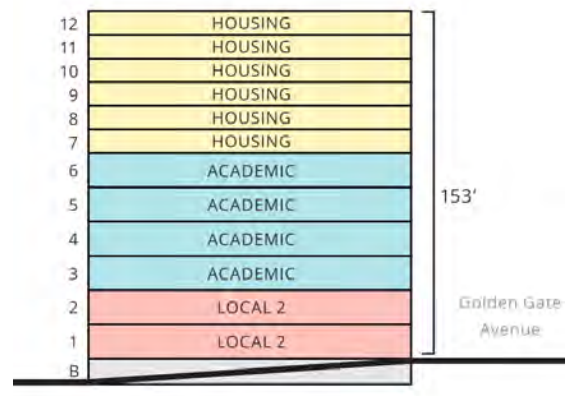 12 HOUSING
11 HOUSING
10 HOUSING
9 HOUSING
8 HOUSING
7 HOUSING
6 ACADEMIC
5 ACADEMIC
153'
4 ACADEMIC
3 ACADEMIC
2 LOCAL 2
Golden Gate
Avenue
1 LOCAL 2
B